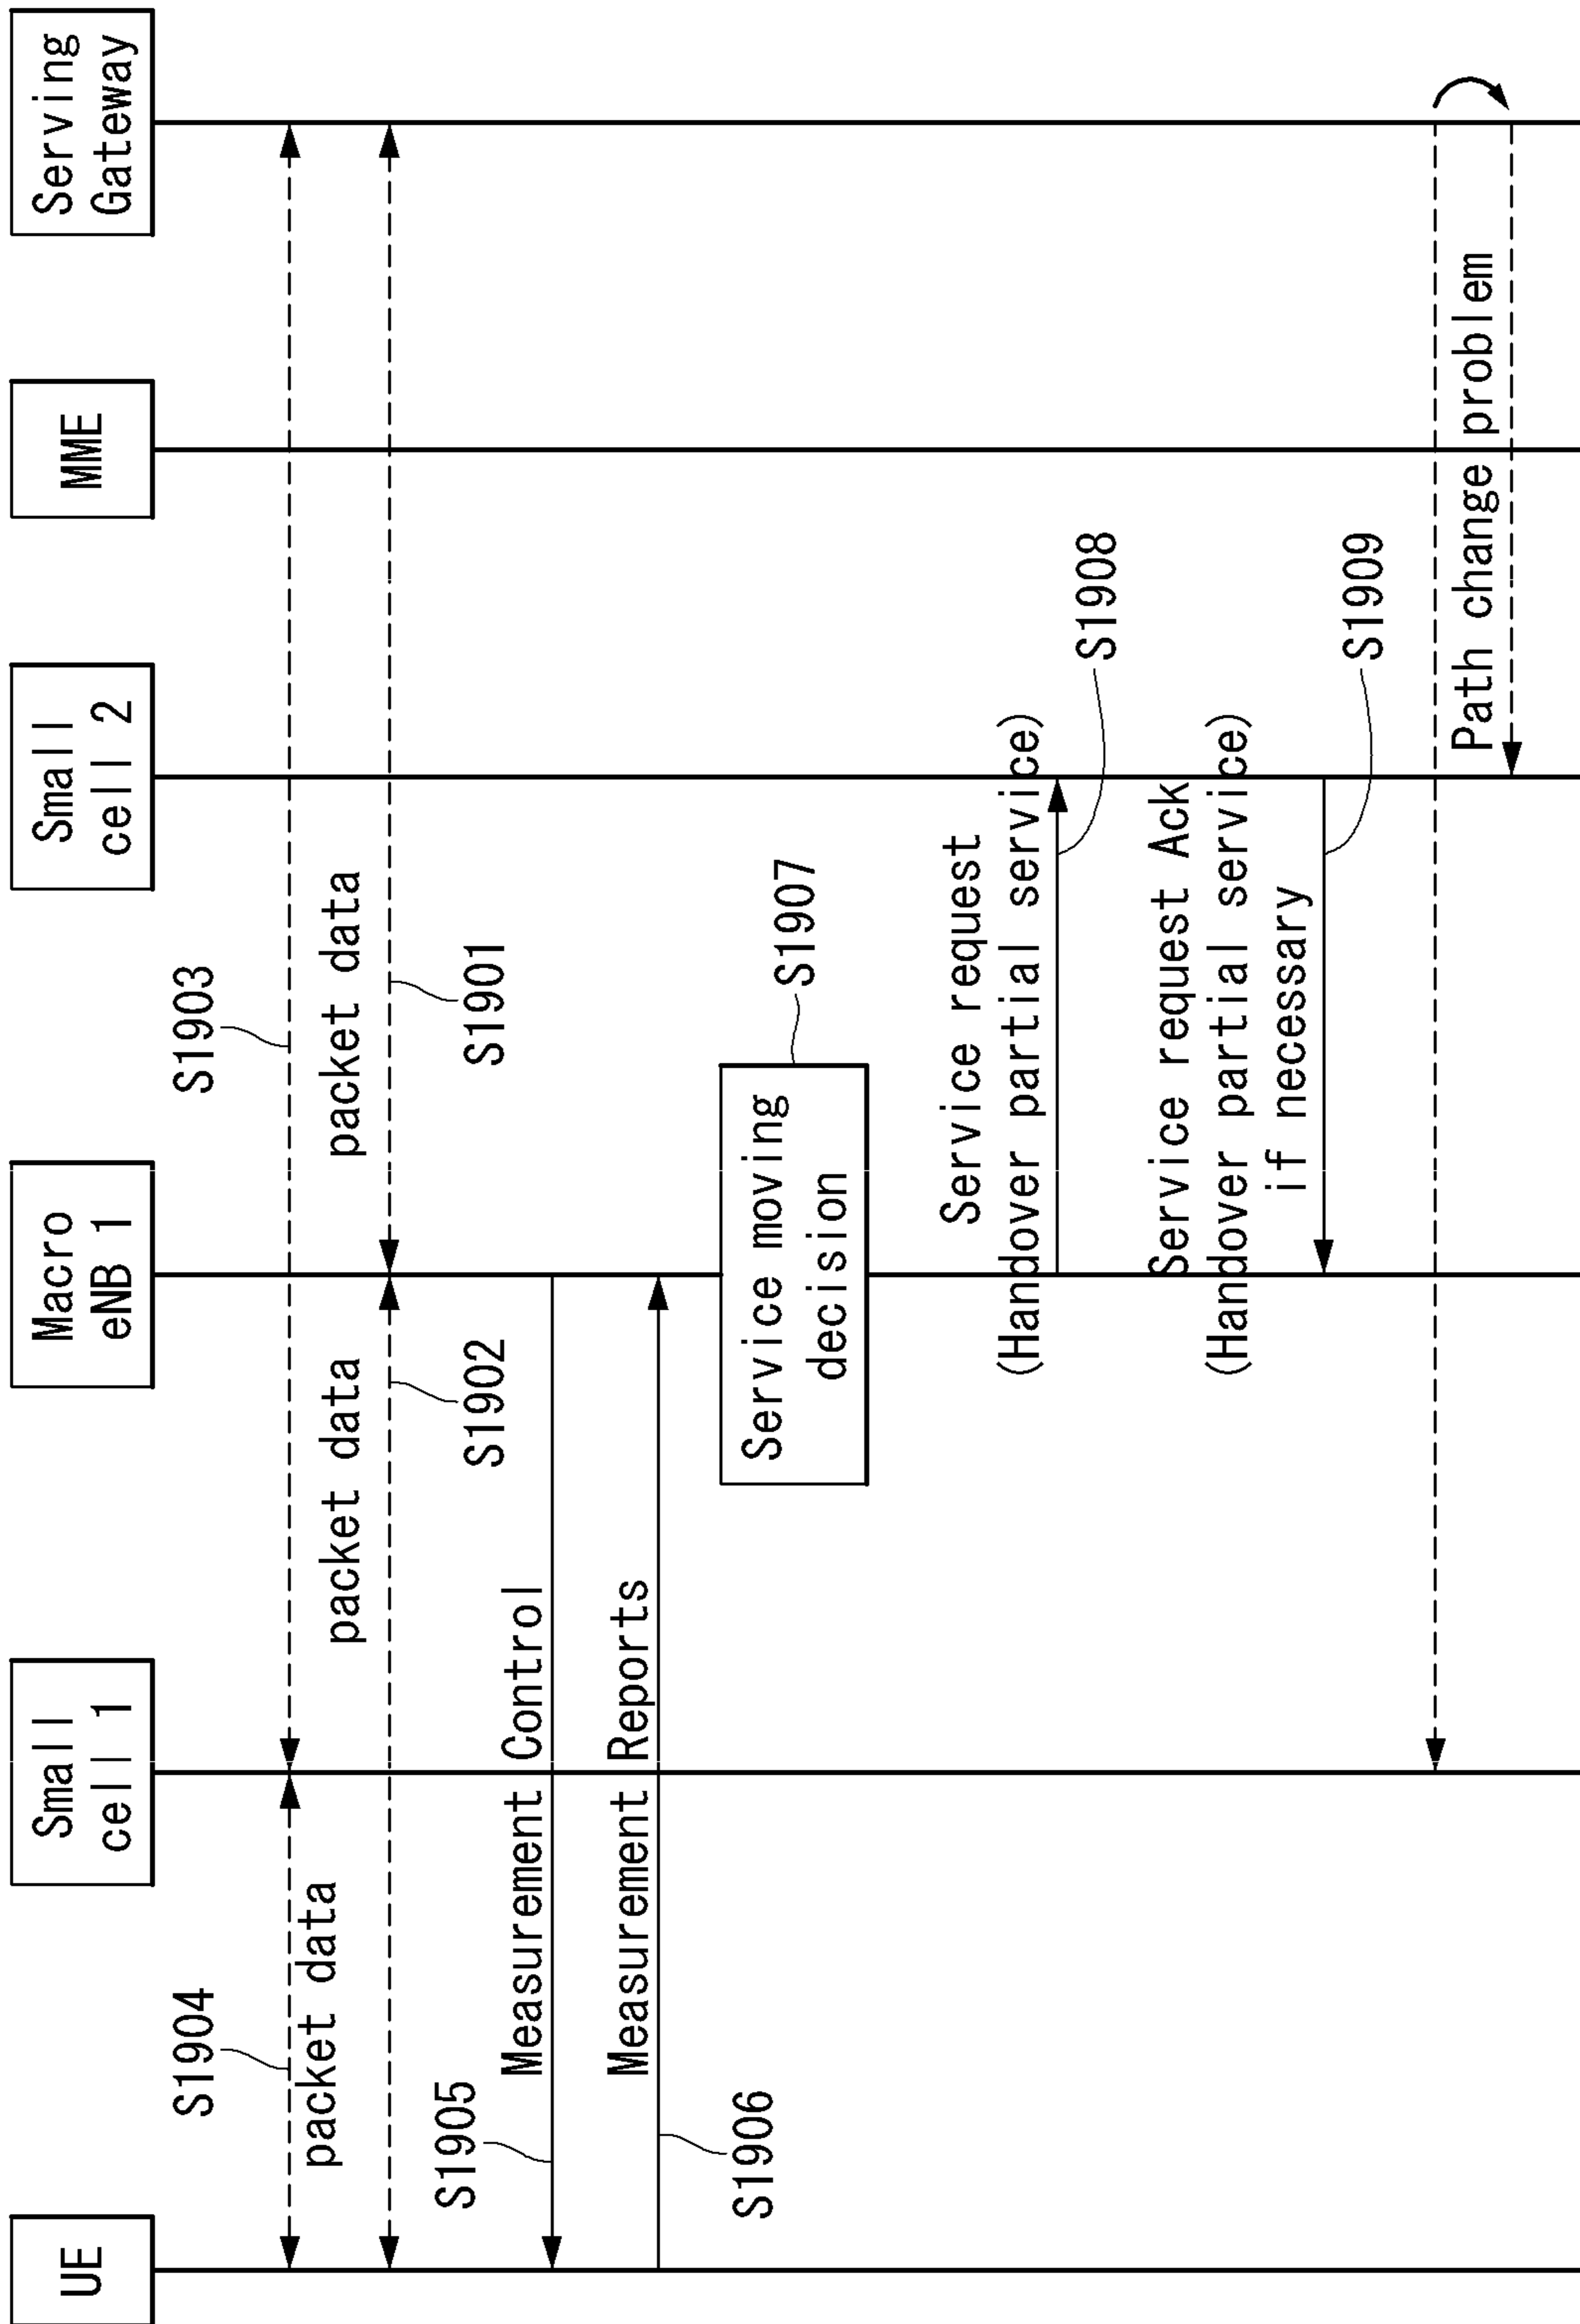 UE
Small
cell 1
Macro
eNB 1
Small
cell 2
MME
Serving
Gateway
S1904
S1903
packet data
packet data
packet data
S1902
S1901
S1905
Measurement Control
Measurement Reports
S1906
Service moving
decision
S1907
Service request
(Handover partial service)
S1908
Service request Ack
(Handover partial service)
if necessary
S1909
Path change problem